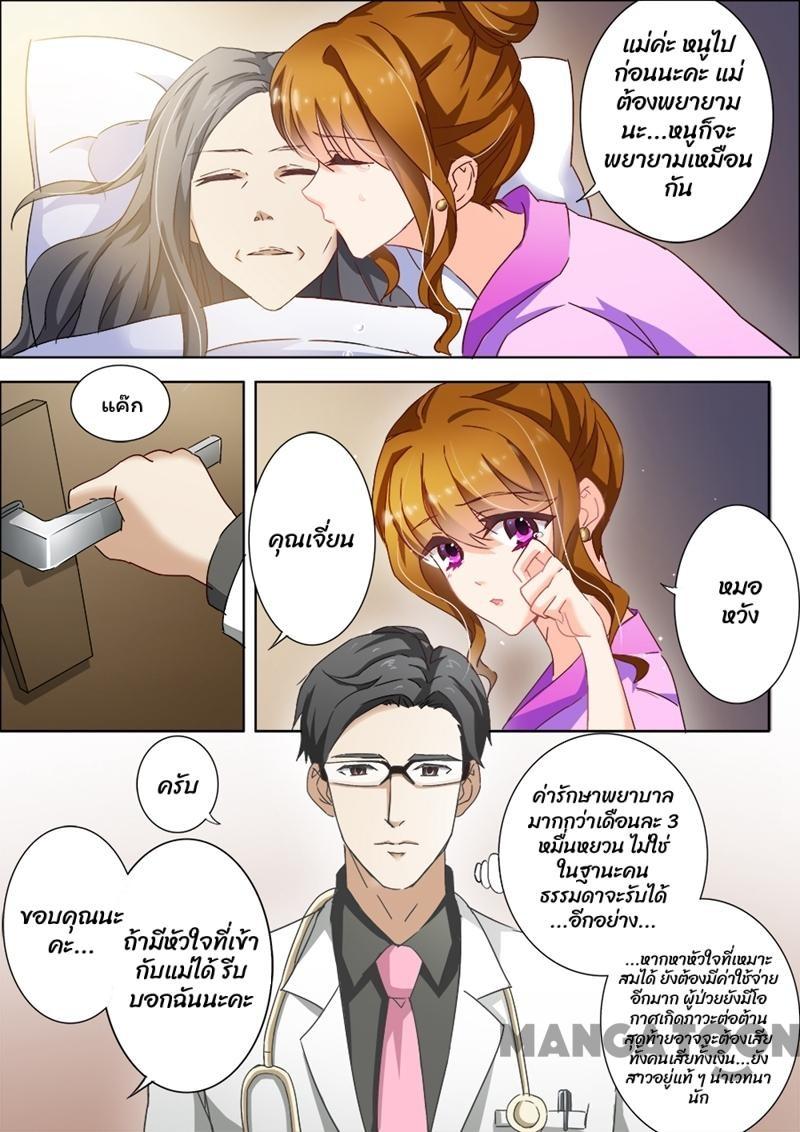 แม่ค่ะ หนูไป
ก่อนนะคะ แม่
ต้องพยายาม
นะ...หนูก็จะ
พยายามเหมือน
กัน
แค๊ก
คุณเจี่ยน
หมอ
หวัง
ครับ
ขอบคุณนะ
คะ...
ถ้ามีหัวใจที่เข้า
กับแม่ได้ รีบ
บอกฉันนะคะ
ค่ารักษาพยาบาล
มากกว่าเดือนละ 3
หมื่นหยวน ไม่ใช่
ในฐานะคน
ธรรมดาจะรับได้
...อีกอย่าง...
...หากหาหัวใจที่เหมาะ
สมได้ ยังต้องมีค่าใช้จ่าย
อีกมาก ผู้ป่วยยังมีโอ
กาศเกิดภาวะต่อต้าน
สุดท้ายอาจจะต้องเสีย
ทั้งคนเสียทั้งเงิน...ยัง
สาวอยู่แท้ ๆ น่าเวทนา
นัก
MANGATOON